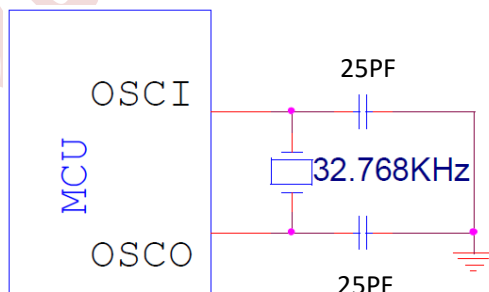 25PF
OSCI
MCU
32.768KHz
OSCO
25PF